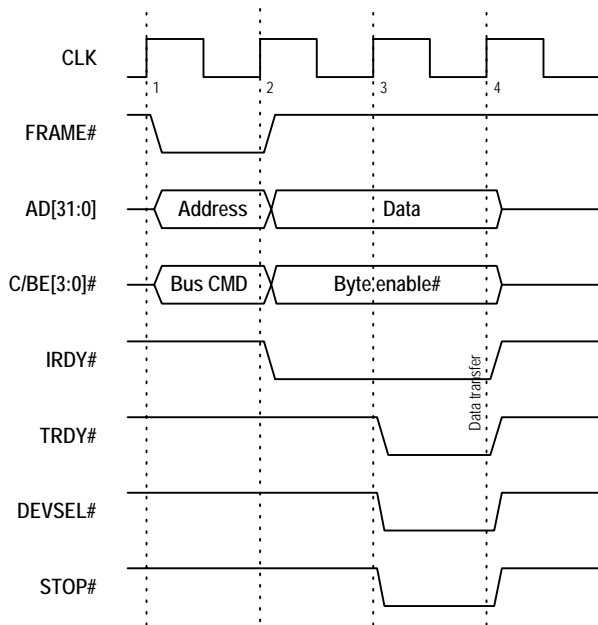 CLK
1 2 3 4
FRAME#
AD[31:0] Address Data
C/BE[3:0]# Bus CMD Byte enable#
IRDY#
Data transfer
TRDY#
DEVSEL#
STOP#